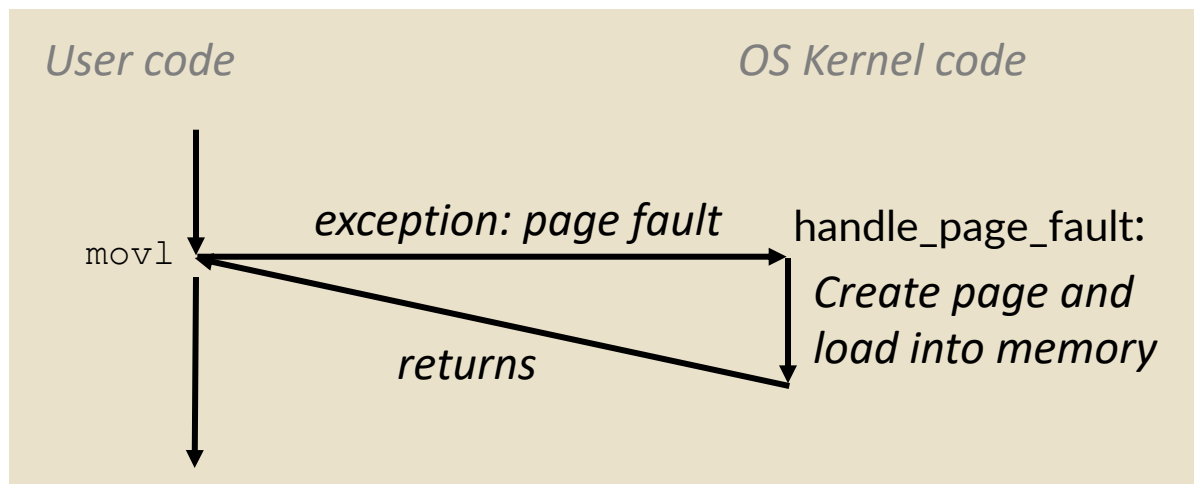 User code
OS Kernel code
exception: page fault
handle_page_fault:
movl
Create page and
load into memory
returns